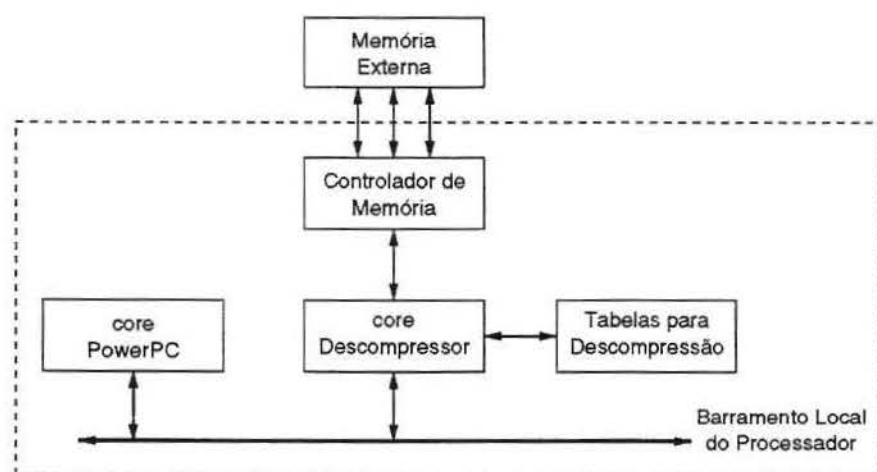 Memória
Externa
Controlador de
Memória
core
PowerPC
core
Descompressor
Tabelas para
Descompressão
Barramento Local
do Processador